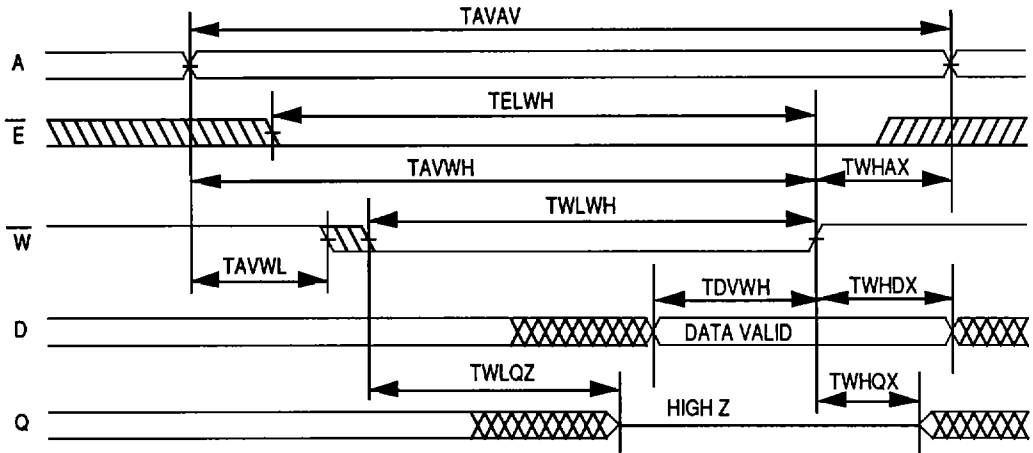 TAVAV
A
TELWH
E
TAVWH
TWHAX
TWLWH
W
TAVWL
TDVWH
TWHDX
D
DATA VALID
TWLQZ
TWHQX
HIGH Z
Q